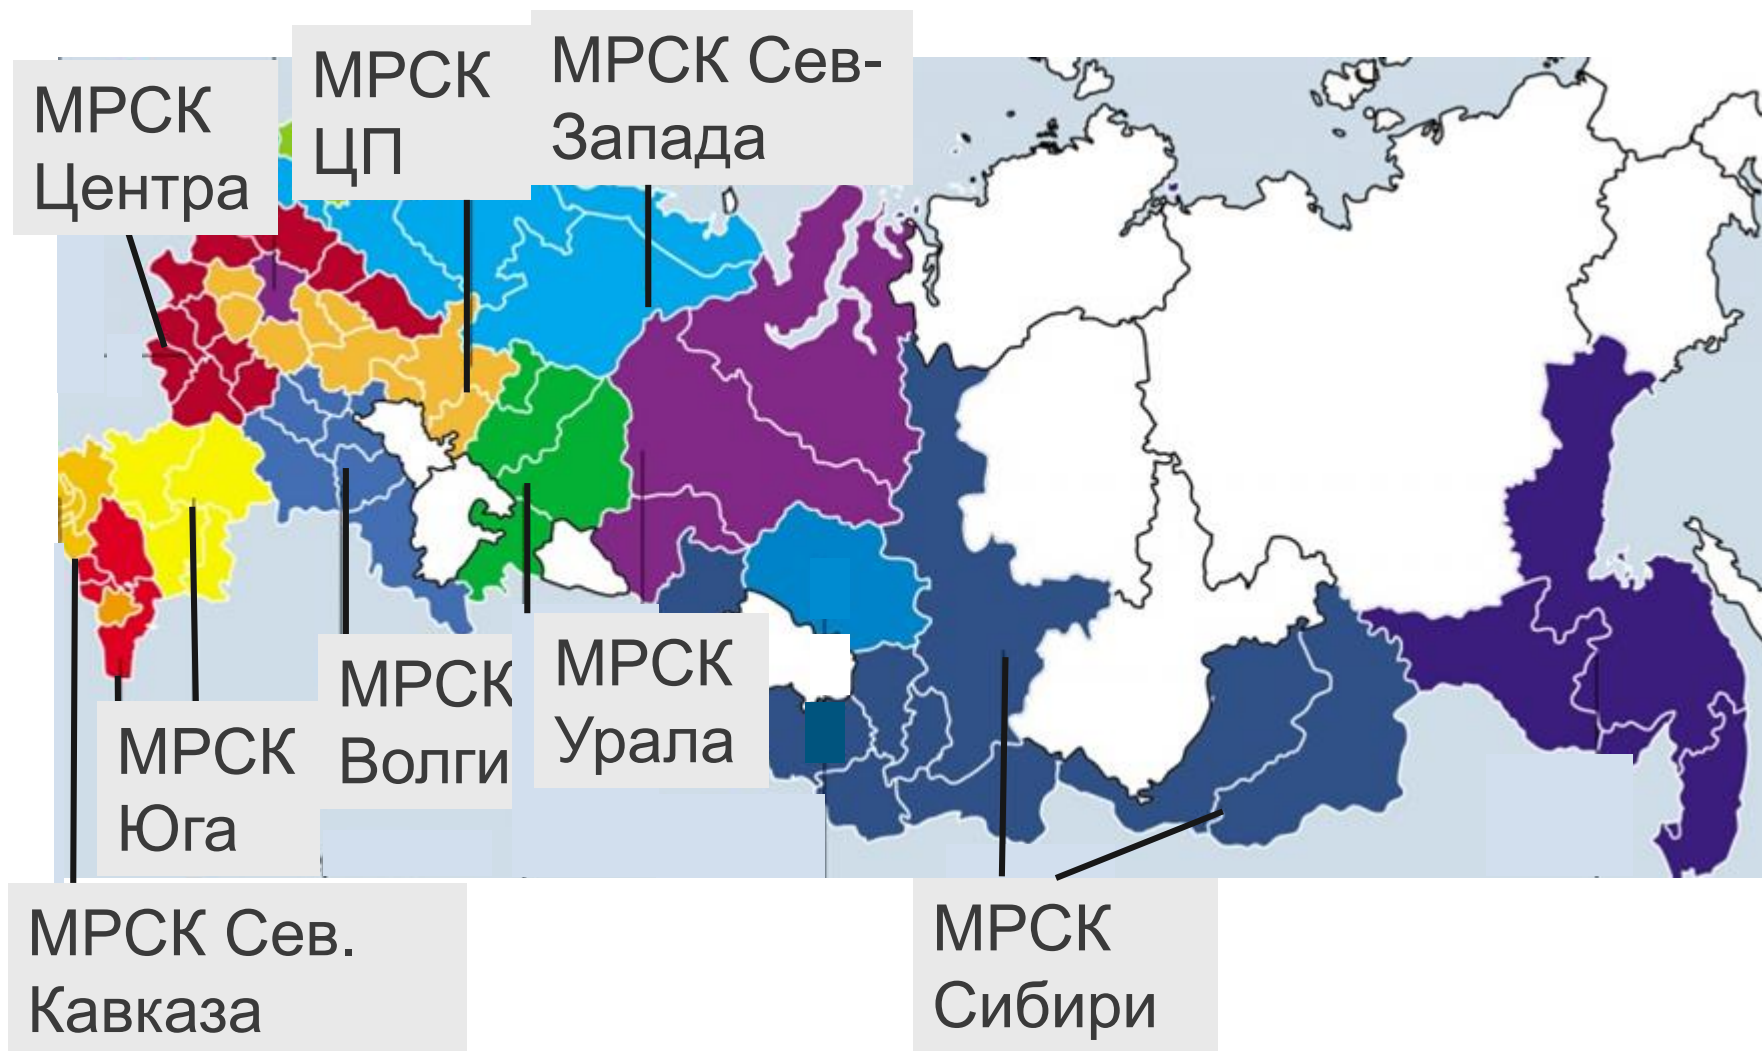 МРСК
Центра
МРСК
ЦП
МРСК Сев-
Запада
МРСК
Юга
МРСК
Волги
МРСК
Урала
МРСК Сев.
Кавказа
МРСК
Сибири